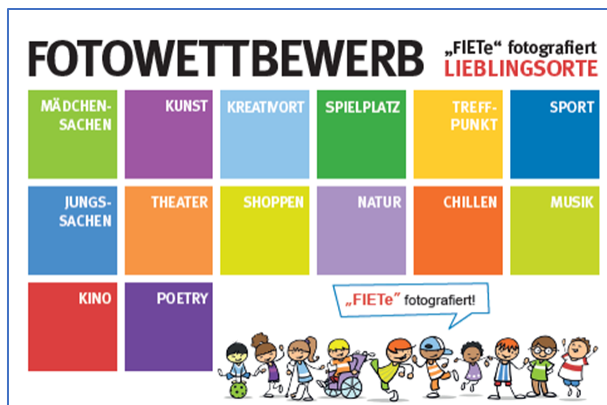 FOTOWETTBEWERB
„FIETe“ fotografiert
LIEBLINGSORTE
MÄDCHEN-
SACHEN
KUNST
KREATIVORT
SPIELPLATZ
TREFF-
PUNKT
SPORT
JUNGS-
SACHEN
THEATER
SHOPPEN
NATUR
CHILLEN
MUSIK
KINO
POETRY
„FIETe” fotografiert!